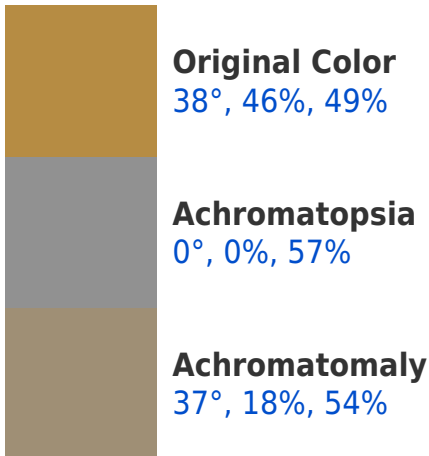 Original Color
38°, 46%, 49%
Achromatopsia
0°, 0%, 57%
Achromatomaly
37°, 18%, 54%